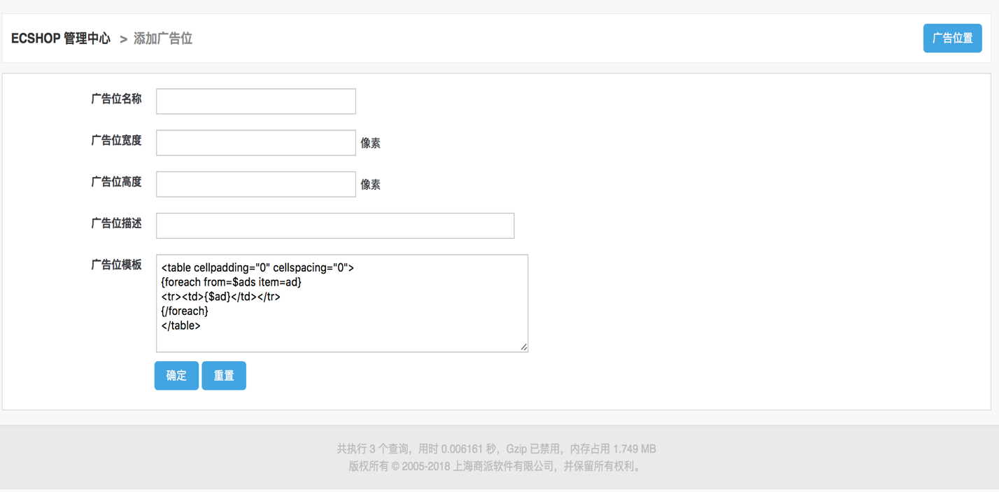 ECSHOP 管理中心 > 添加广告位
广告位置
广告位名称
广告位宽度 像素
广告位高度 像素
广告位描述
广告位模板
<table cellpadding="0" cellspacing="0">
{foreach from=$ads item=ad}
<tr><td>{$ad}</td></tr>
{/foreach}
</table>
确定 重置
共执行 3 个查询，用时 0.006161 秒，Gzip 已禁用，内存占用 1.749 MB
版权所有 © 2005-2018 上海商派软件有限公司，并保留所有权利。